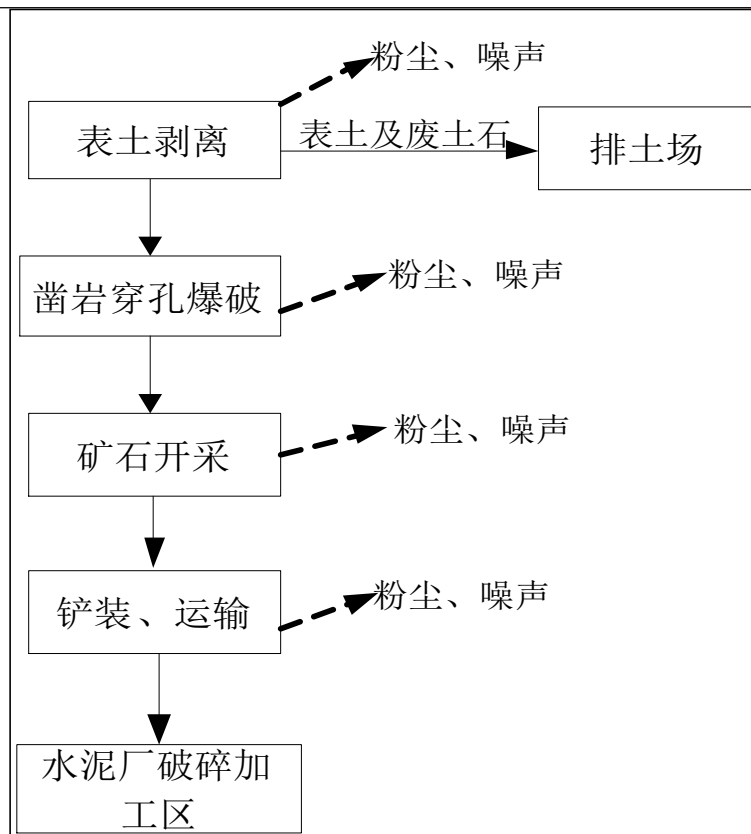 粉尘、噪声
表土剥离
表土及废土石
排土场
凿岩穿孔爆破
粉尘、噪声
矿石开采
粉尘、噪声
铲装、运输
粉尘、噪声
水泥厂破碎加
工区